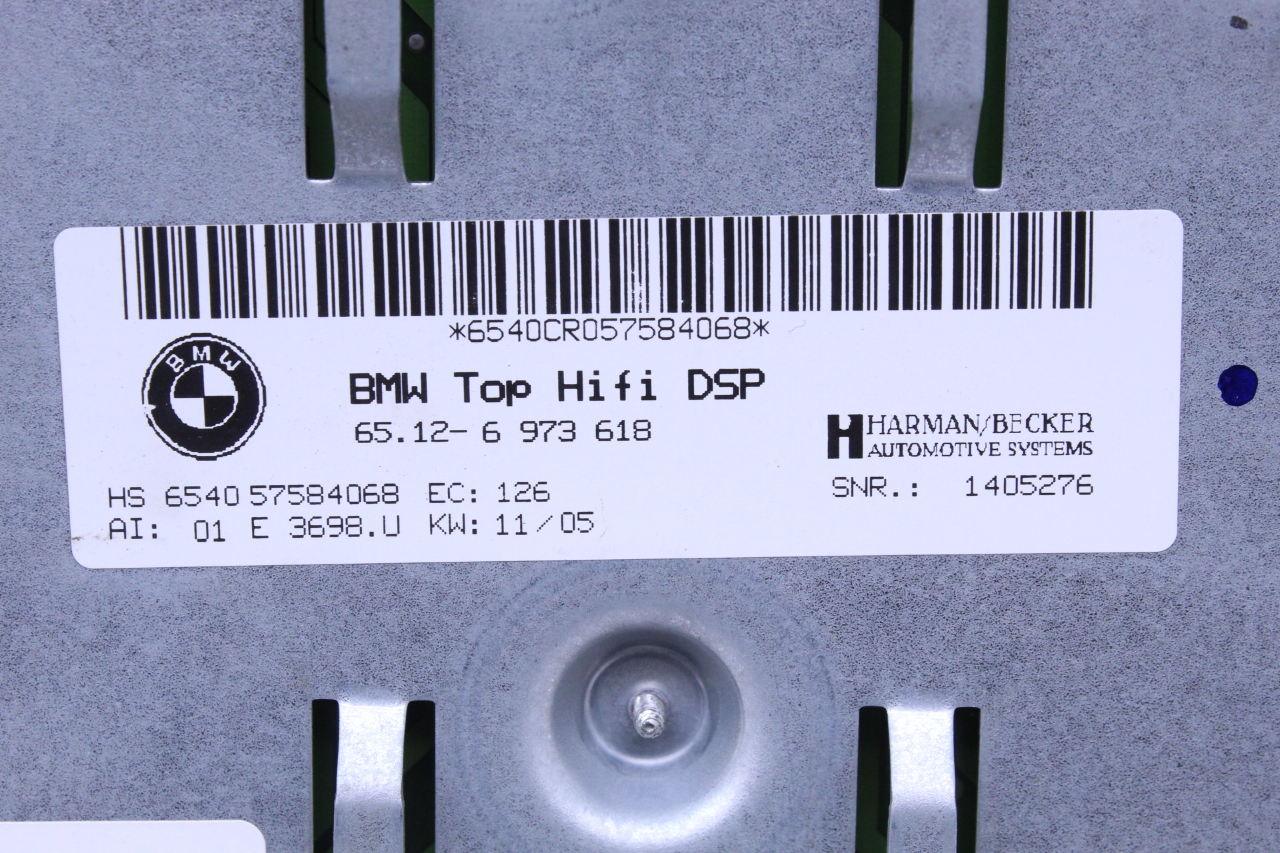 *6540CR057584068*
BMW
BMW Top Hifi DSP
65.12- 6 973 618
HARMAN/BECKER
AUTOMOTIVE SYSTEMS
HS 6540 57584068 EC: 126
SNR.: 1405276
AI: 01 E 3698.U KW: 11/05